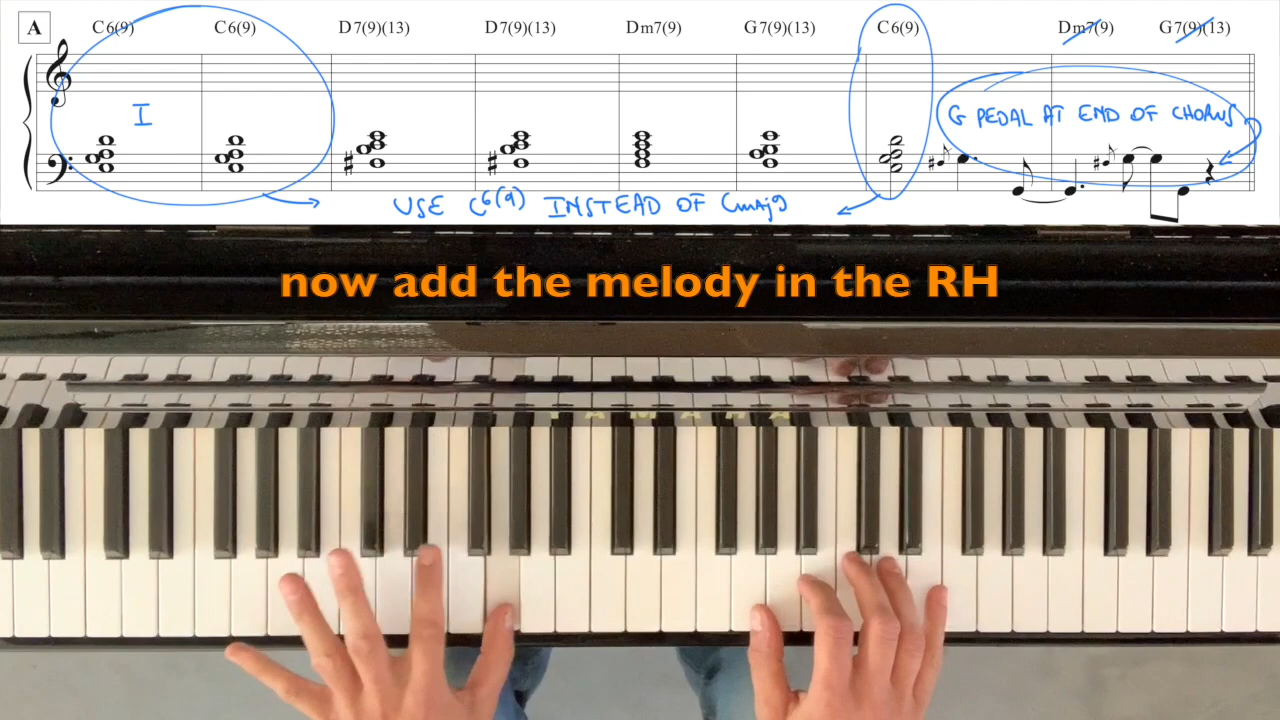 A C6(9) C6(9) D7(9)(13) D7(9)(13) Dm7(9) G7(9)(13) C6(9) Dm7(9) G7(9)(13)
I
G PEDAL AT END OF CHORUS
USE C6(9) INSTEAD OF Cmaj9
now add the melody in the RH
YAMAHA